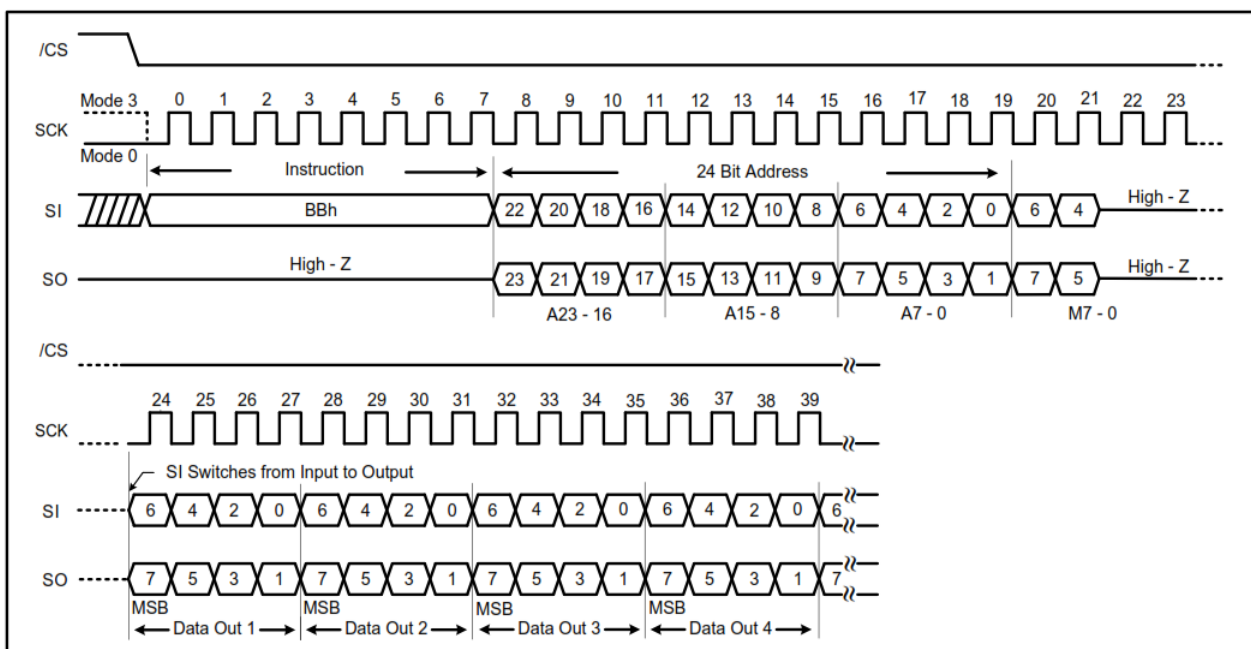 /CS
Mode 3 0 1 2 3 4 5 6 7 8 9 10 11 12 13 14 15 16 17 18 19 20 21 22 23
SCK
Mode 0
Instruction 24 Bit Address
SI BBh 22 20 18 16 14 12 10 8 6 4 2 0 6 4 High - Z
SO High - Z 23 21 19 17 15 13 11 9 7 5 3 1 7 5 High - Z
A23 - 16 A15 - 8 A7 - 0 M7 - 0
/CS
24 25 26 27 28 29 30 31 32 33 34 35 36 37 38 39
SCK
SI Switches from Input to Output
SI 6 4 2 0 6 4 2 0 6 4 2 0 6 4 2 0 6
SO 7 5 3 1 7 5 3 1 7 5 3 1 7 5 3 1 7
MSB MSB MSB MSB
Data Out 1 Data Out 2 Data Out 3 Data Out 4